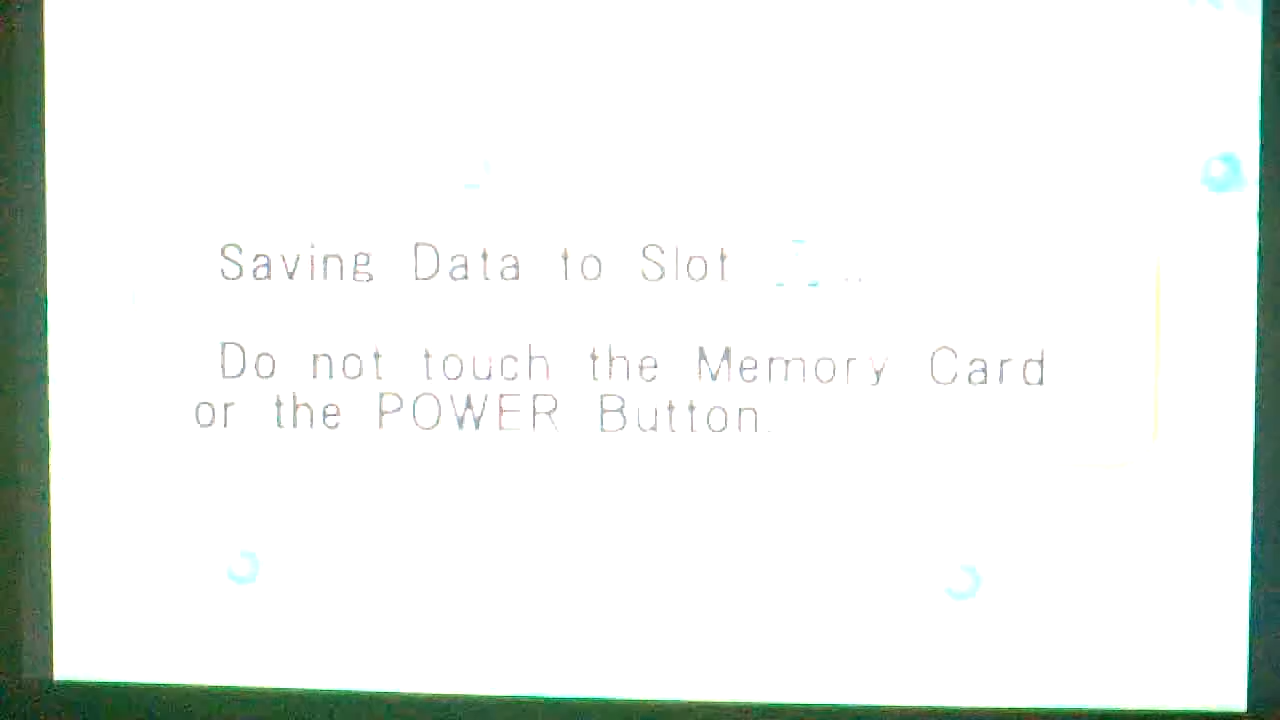 Saving Data to Slot
Do not touch the Memory Card
or the POWER Button.